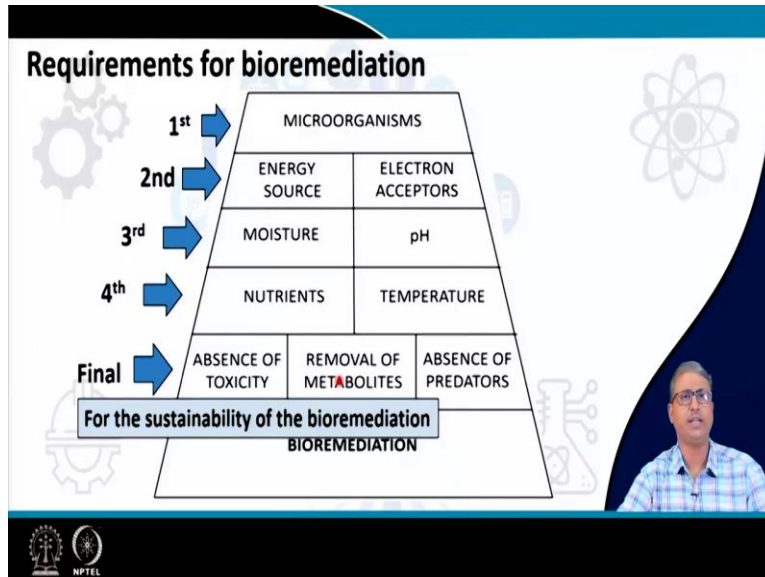 Requirements for bioremediation
1st
MICROORGANISMS
2nd
ENERGY
SOURCE
ELECTRON
ACCEPTORS
3rd
MOISTURE
pH
4th
NUTRIENTS
TEMPERATURE
Final
ABSENCE OF
TOXICITY
REMOVAL OF
METABOLITES
ABSENCE OF
PREDATORS
For the sustainability of the bioremediation
BIOREMEDIATION
NPTEL